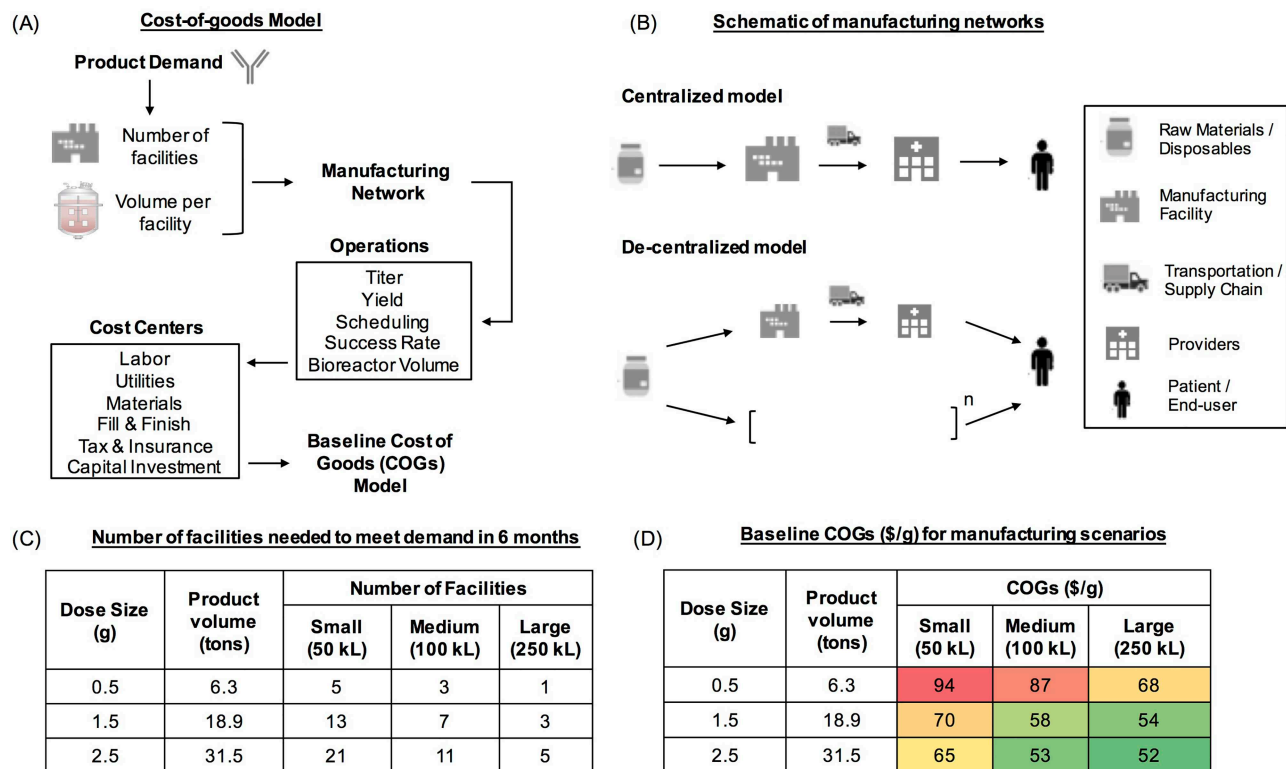 (A)
Cost-of-goods Model
Product Demand
Number of
facilities
Volume per
facility
Manufacturing
Network
Operations
Titer
Yield
Scheduling
Success Rate
Bioreactor Volume
Cost Centers
Labor
Utilities
Materials
Fill & Finish
Tax & Insurance
Capital Investment
Baseline Cost of
Goods (COGs)
Model
(B)
Schematic of manufacturing networks
Centralized model
De-centralized model
n
Raw Materials /
Disposables
Manufacturing
Facility
Transportation /
Supply Chain
Providers
Patient /
End-user
(C)
Number of facilities needed to meet demand in 6 months
Dose Size
(g)
Product
volume
(tons)
Number of Facilities
Small
(50 kL)
Medium
(100 kL)
Large
(250 kL)
0.5 6.3 5 3 1
1.5 18.9 13 7 3
2.5 31.5 21 11 5
(D)
Baseline COGs ($/g) for manufacturing scenarios
Dose Size
(g)
Product
volume
(tons)
COGs ($/g)
Small
(50 kL)
Medium
(100 kL)
Large
(250 kL)
0.5 6.3 94 87 68
1.5 18.9 70 58 54
2.5 31.5 65 53 52